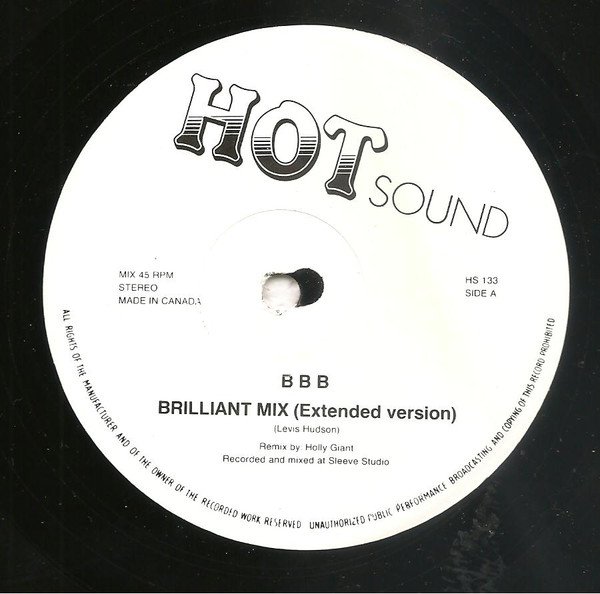 HOT
SOUND
MIX 45 RPM
STEREO
MADE IN CANADA
HS 133
SIDE A
B B B
BRILLIANT MIX (Extended version)
(Levis Hudson)
Remix by: Holly Giant
Recorded and mixed at Sleeve Studio
ALL RIGHTS OF THE MANUFACTURER AND OF THE OWNER OF THE RECORDED WORK RESERVED UNAUTHORIZED PUBLIC PERFORMANCE BROADCASTING AND COPYING OF THIS RECORD PROHIBITED